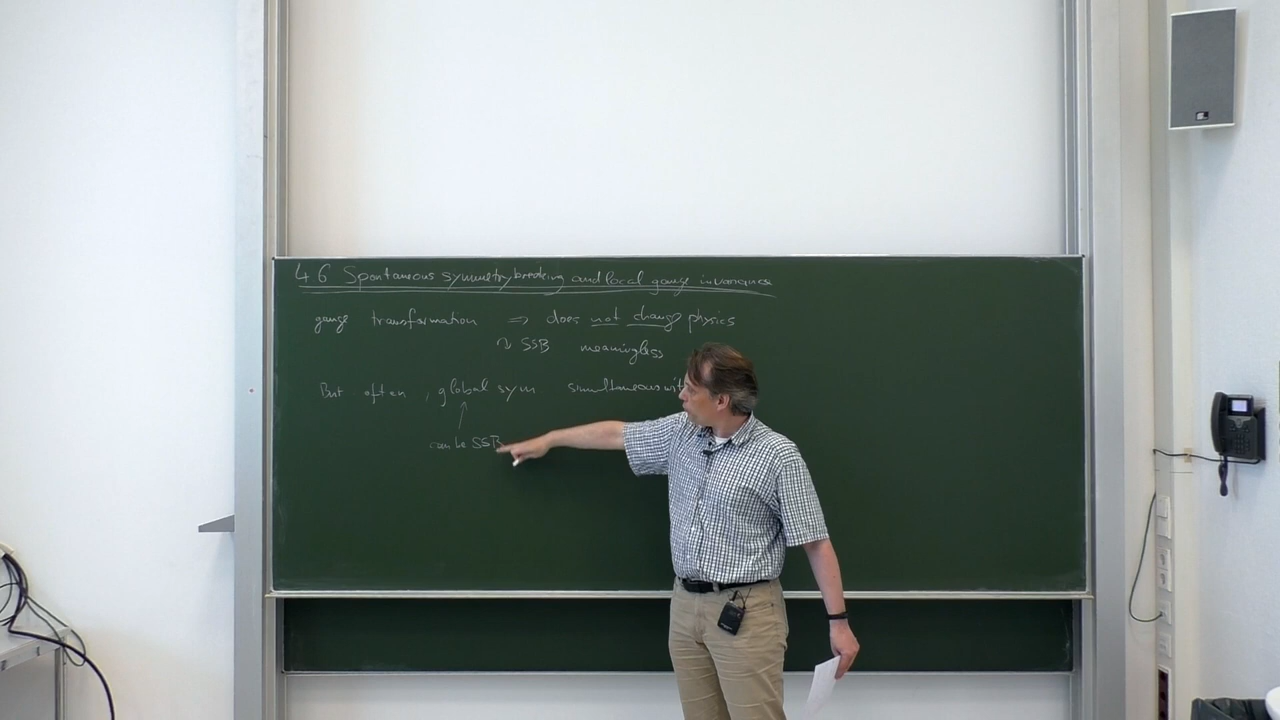 4.6 Spontaneous symmetry breaking and local gauge invariance
gauge transformation ⇒ does not change physics
↷ SSB meaningless
But often, global sym simultaneous wit
can be SSB